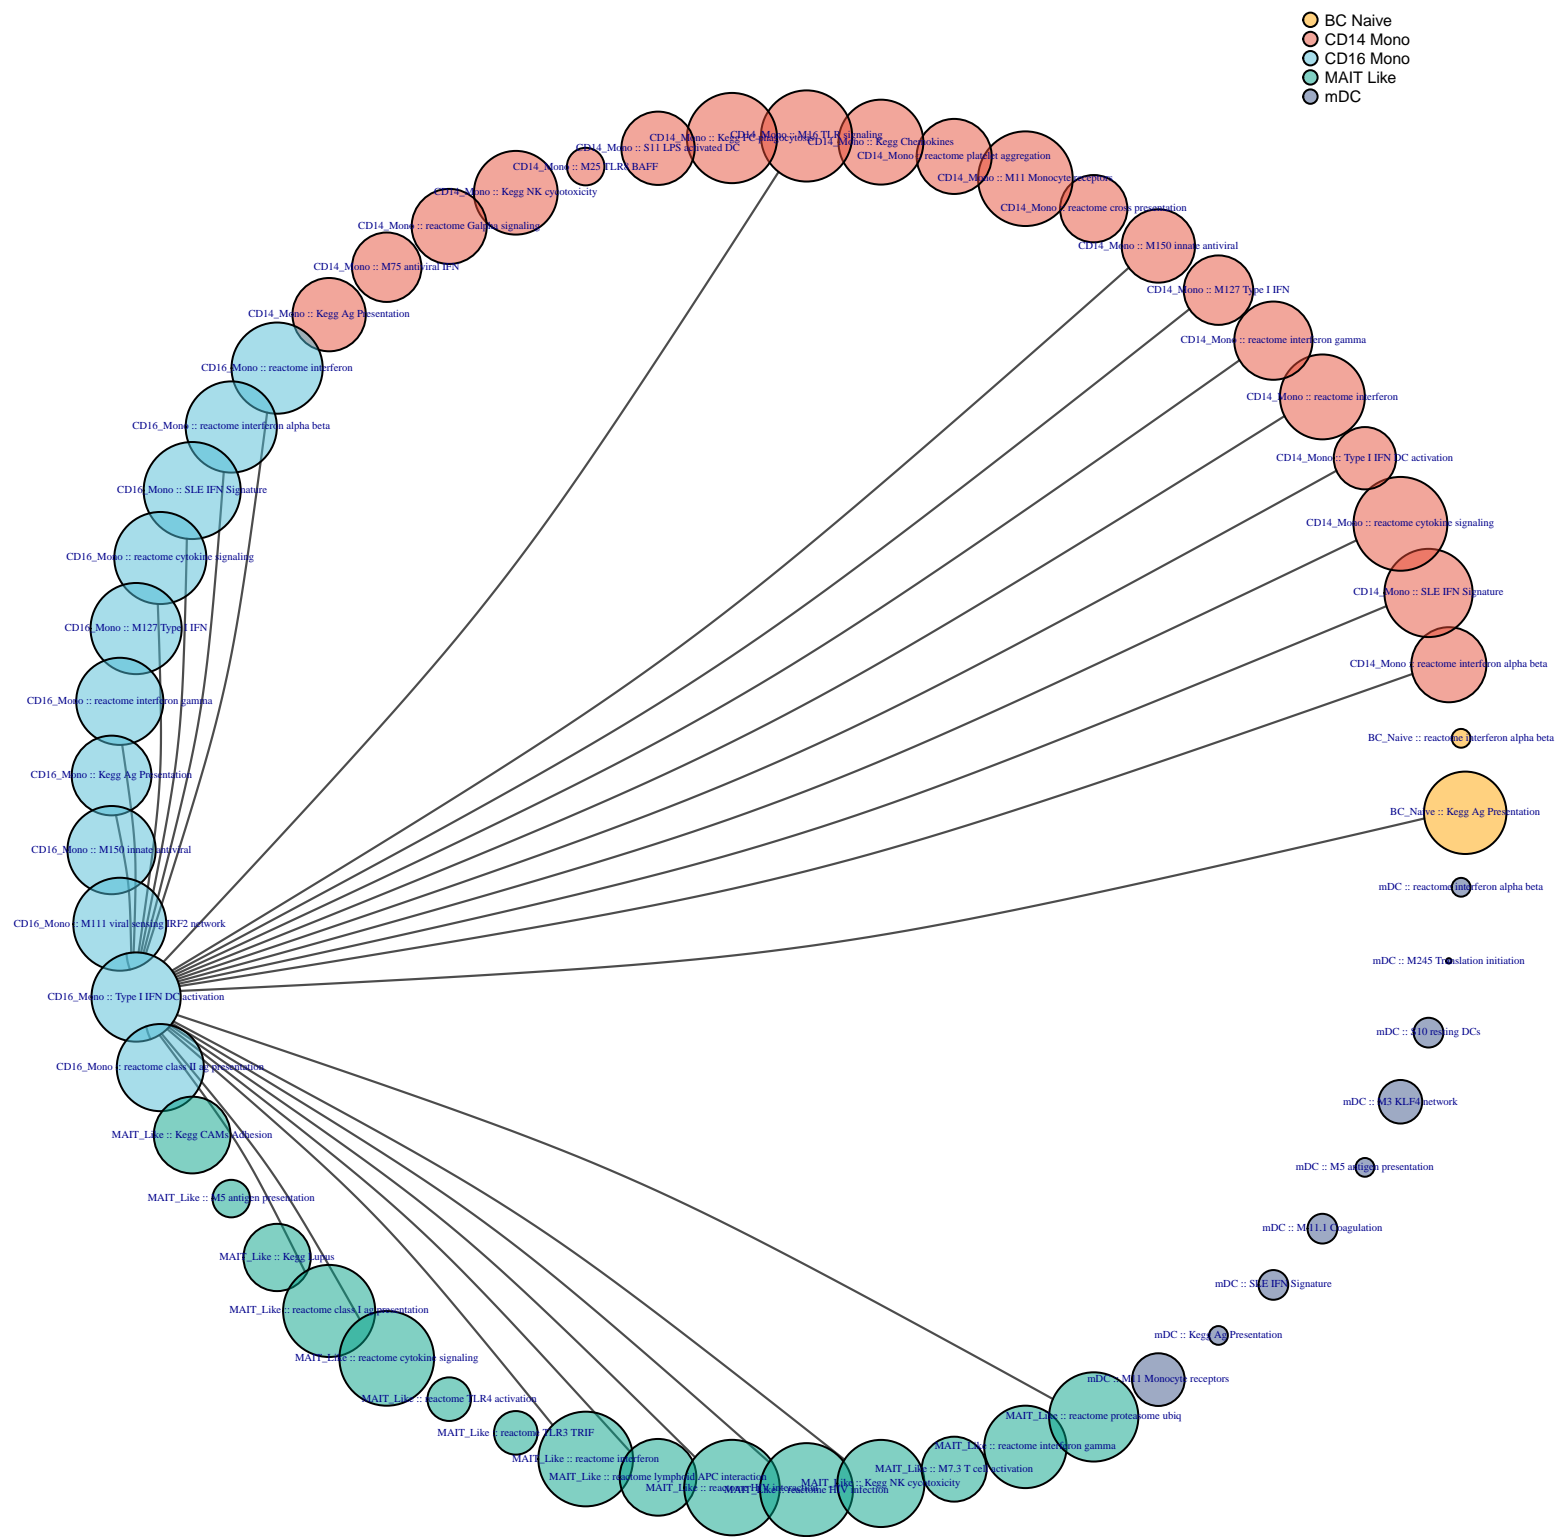 BC Naive
CD14 Mono
CD16 Mono
MAIT Like
mDC
CD14_Mono :: M16 TLR signaling
CD14_Mono :: Kegg FC phagocytosis
CD14_Mono :: Kegg Chemokines
CD14_Mono :: S11 LPS activated DC
CD14_Mono :: reactome platelet aggregation
CD14_Mono :: M25 TLR8 BAFF
CD14_Mono :: M11 Monocyte receptors
CD14_Mono :: Kegg NK cycotoxicity
CD14_Mono :: reactome cross presentation
CD14_Mono :: reactome Galpha signaling
CD14_Mono :: M150 innate antiviral
CD14_Mono :: M75 antiviral IFN
CD14_Mono :: M127 Type I IFN
CD14_Mono :: Kegg Ag Presentation
CD14_Mono :: reactome interferon gamma
CD16_Mono :: reactome interferon
CD14_Mono :: reactome interferon
CD16_Mono :: reactome interferon alpha beta
CD14_Mono :: Type I IFN DC activation
CD16_Mono :: SLE IFN Signature
CD14_Mono :: reactome cytokine signaling
CD16_Mono :: reactome cytokine signaling
CD14_Mono :: SLE IFN Signature
CD16_Mono :: M127 Type I IFN
CD14_Mono :: reactome interferon alpha beta
CD16_Mono :: reactome interferon gamma
BC_Naive :: reactome interferon alpha beta
CD16_Mono :: Kegg Ag Presentation
BC_Naive :: Kegg Ag Presentation
CD16_Mono :: M150 innate antiviral
mDC :: reactome interferon alpha beta
CD16_Mono :: M111 viral sensing IRF2 network
mDC :: M245 Translation initiation
CD16_Mono :: Type I IFN DC activation
mDC :: S10 resting DCs
CD16_Mono :: reactome class II ag presentation
mDC :: M3 KLF4 network
MAIT_Like :: Kegg CAMs Adhesion
mDC :: M5 antigen presentation
MAIT_Like :: M5 antigen presentation
mDC :: M-11.1 Coagulation
MAIT_Like :: Kegg Lupus
mDC :: SLE IFN Signature
MAIT_Like :: reactome class I ag presentation
mDC :: Kegg Ag Presentation
MAIT_Like :: reactome cytokine signaling
mDC :: M11 Monocyte receptors
MAIT_Like :: reactome TLR4 activation
MAIT_Like :: reactome proteasome ubiq
MAIT_Like :: reactome TLR3 TRIF
MAIT_Like :: reactome interferon gamma
MAIT_Like :: reactome interferon
MAIT_Like :: M7.3 T cell activation
MAIT_Like :: reactome lymphoid APC interaction
MAIT_Like :: Kegg NK cycotoxicity
MAIT_Like :: reactome HIV interaction
MAIT_Like :: reactome HIV infection